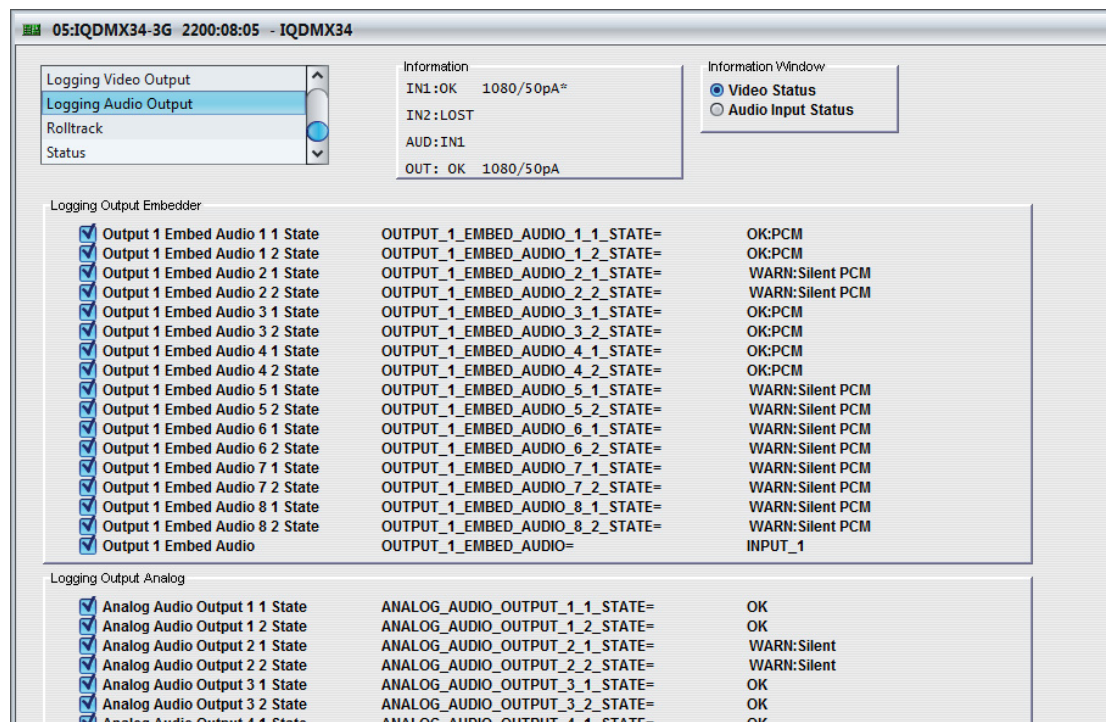 05:IQDMX34-3G 2200:08:05 - IQDMX34
Logging Video Output
Logging Audio Output
Rolltrack
Status
Information
IN1:OK 1080/50pA*
IN2:LOST
AUD:IN1
OUT: OK 1080/50pA
Information Window
Video Status
Audio Input Status
Logging Output Embedder
Output 1 Embed Audio 1 1 State OUTPUT_1_EMBED_AUDIO_1_1_STATE= OK:PCM
Output 1 Embed Audio 1 2 State OUTPUT_1_EMBED_AUDIO_1_2_STATE= OK:PCM
Output 1 Embed Audio 2 1 State OUTPUT_1_EMBED_AUDIO_2_1_STATE= WARN:Silent PCM
Output 1 Embed Audio 2 2 State OUTPUT_1_EMBED_AUDIO_2_2_STATE= WARN:Silent PCM
Output 1 Embed Audio 3 1 State OUTPUT_1_EMBED_AUDIO_3_1_STATE= OK:PCM
Output 1 Embed Audio 3 2 State OUTPUT_1_EMBED_AUDIO_3_2_STATE= OK:PCM
Output 1 Embed Audio 4 1 State OUTPUT_1_EMBED_AUDIO_4_1_STATE= OK:PCM
Output 1 Embed Audio 4 2 State OUTPUT_1_EMBED_AUDIO_4_2_STATE= OK:PCM
Output 1 Embed Audio 5 1 State OUTPUT_1_EMBED_AUDIO_5_1_STATE= WARN:Silent PCM
Output 1 Embed Audio 5 2 State OUTPUT_1_EMBED_AUDIO_5_2_STATE= WARN:Silent PCM
Output 1 Embed Audio 6 1 State OUTPUT_1_EMBED_AUDIO_6_1_STATE= WARN:Silent PCM
Output 1 Embed Audio 6 2 State OUTPUT_1_EMBED_AUDIO_6_2_STATE= WARN:Silent PCM
Output 1 Embed Audio 7 1 State OUTPUT_1_EMBED_AUDIO_7_1_STATE= WARN:Silent PCM
Output 1 Embed Audio 7 2 State OUTPUT_1_EMBED_AUDIO_7_2_STATE= WARN:Silent PCM
Output 1 Embed Audio 8 1 State OUTPUT_1_EMBED_AUDIO_8_1_STATE= WARN:Silent PCM
Output 1 Embed Audio 8 2 State OUTPUT_1_EMBED_AUDIO_8_2_STATE= WARN:Silent PCM
Output 1 Embed Audio OUTPUT_1_EMBED_AUDIO= INPUT_1
Logging Output Analog
Analog Audio Output 1 1 State ANALOG_AUDIO_OUTPUT_1_1_STATE= OK
Analog Audio Output 1 2 State ANALOG_AUDIO_OUTPUT_1_2_STATE= OK
Analog Audio Output 2 1 State ANALOG_AUDIO_OUTPUT_2_1_STATE= WARN:Silent
Analog Audio Output 2 2 State ANALOG_AUDIO_OUTPUT_2_2_STATE= WARN:Silent
Analog Audio Output 3 1 State ANALOG_AUDIO_OUTPUT_3_1_STATE= OK
Analog Audio Output 3 2 State ANALOG_AUDIO_OUTPUT_3_2_STATE= OK
Analog Audio Output 4 1 State ANALOG_AUDIO_OUTPUT_4_1_STATE= OK